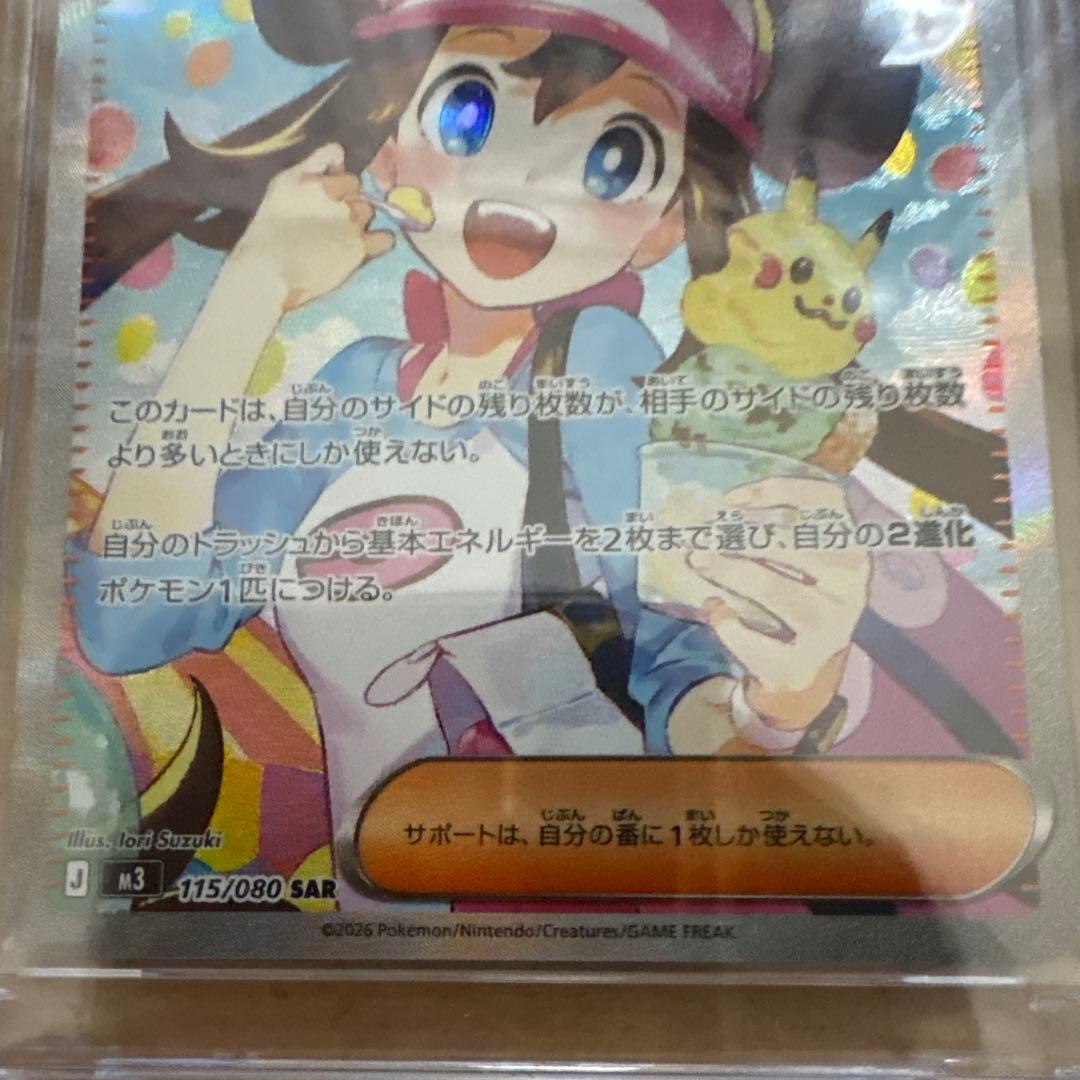 このカードは、自分のサイドの残り枚数が、相手のサイドの残り枚数
より多いときにしか使えない。
自分のトラッシュから基本エネルギーを2枚まで選び、自分の2進化
ポケモン1匹につける。
サポートは、自分の番に1枚しか使えない。
Illus. Iori Suzuki
J M3 115/080 SAR
©2026 Pokémon/Nintendo/Creatures/GAME FREAK